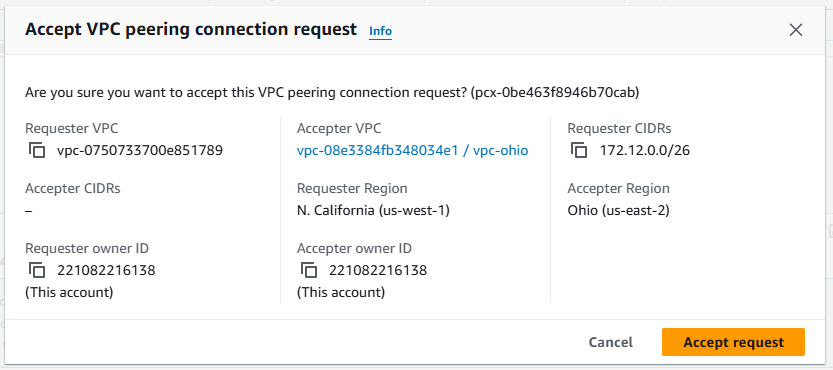 Accept VPC peering connection request Info
Are you sure you want to accept this VPC peering connection request? (pcx-0be463f8946b70cab)
Requester VPC
vpc-0750733700e851789
Accepter VPC
vpc-08e3384fb348034e1 / vpc-ohio
Requester CIDRs
172.12.0.0/26
Accepter CIDRs
–
Requester Region
N. California (us-west-1)
Accepter Region
Ohio (us-east-2)
Requester owner ID
221082216138
(This account)
Accepter owner ID
221082216138
(This account)
Cancel
Accept request